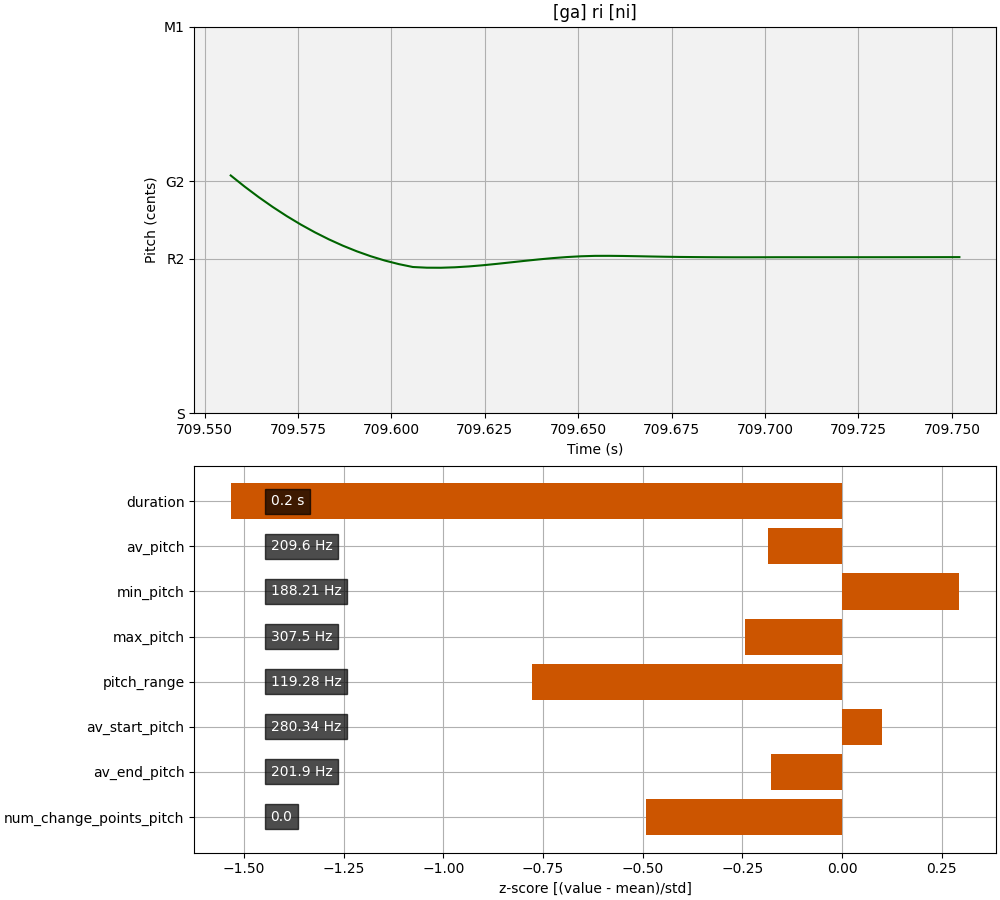 [ga] ri [ni]
M1
G2
R2
S
Pitch (cents)
709.550 709.575 709.600 709.625 709.650 709.675 709.700 709.725 709.750
Time (s)
duration 0.2 s
av_pitch 209.6 Hz
min_pitch 188.21 Hz
max_pitch 307.5 Hz
pitch_range 119.28 Hz
av_start_pitch 280.34 Hz
av_end_pitch 201.9 Hz
num_change_points_pitch 0.0
−1.50 −1.25 −1.00 −0.75 −0.50 −0.25 0.00 0.25
z-score [(value - mean)/std]